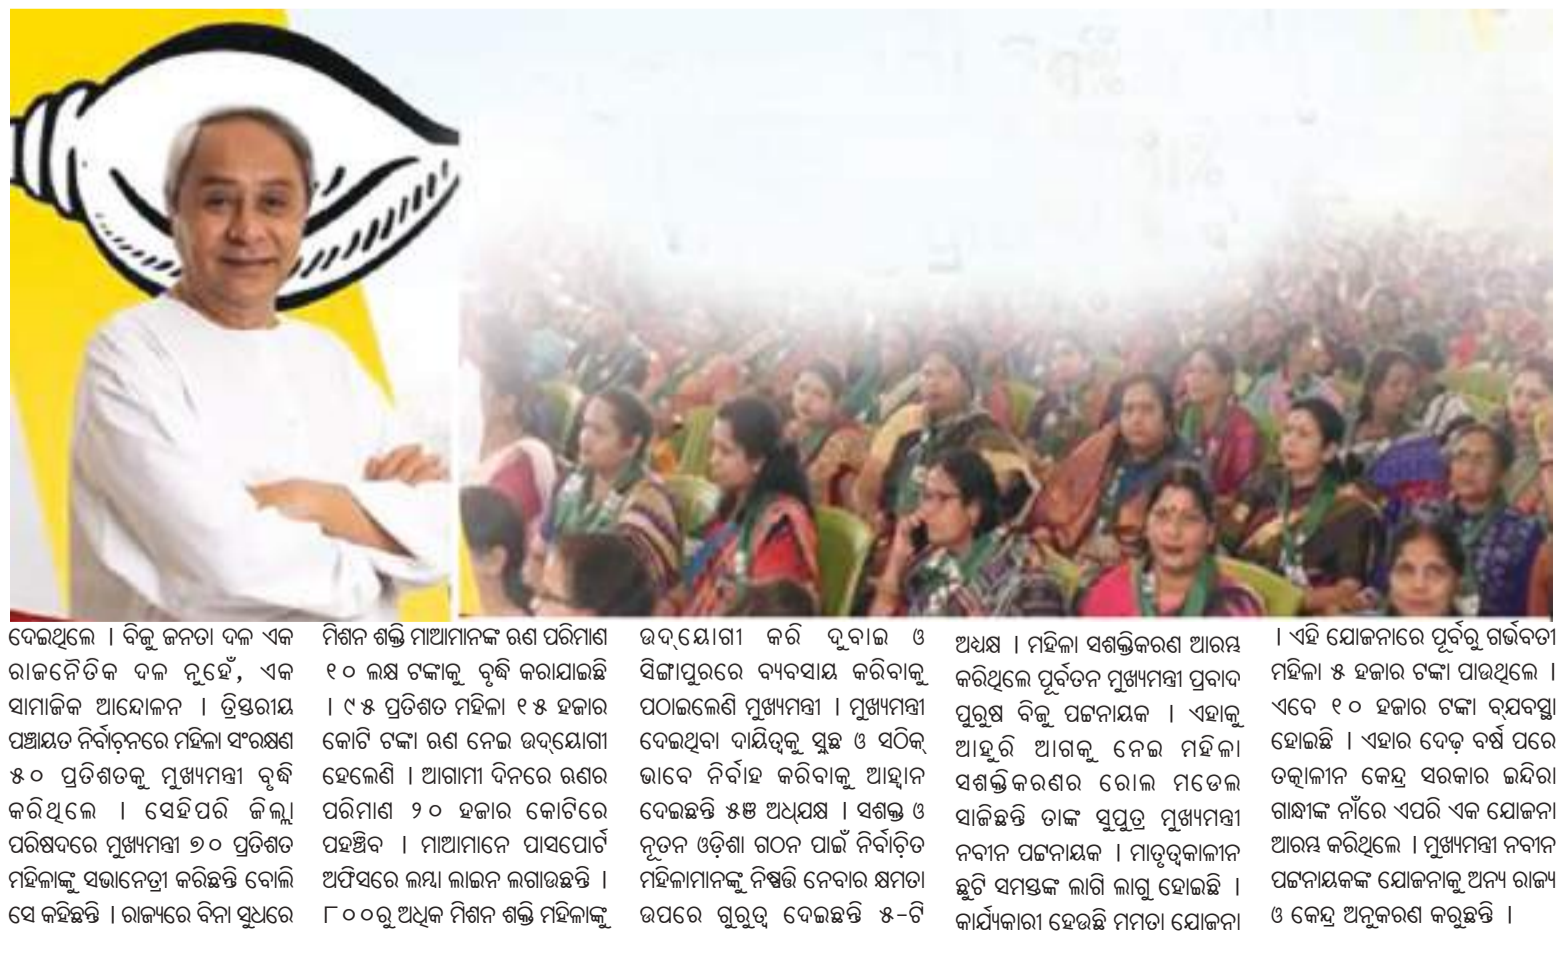 ଦେଇଥିଲେ । ବିଜୁ ଜନତା ଦଳ ଏକ
ରାଜନୈତିକ ଦଳ ନୁହେଁ, ଏକ
ସାମାଜିକ ଆନ୍ଦୋଳନ । ତ୍ରିସ୍ତରୀୟ
ପଞ୍ଚାୟତ ନିର୍ବାଚ଼ନରେ ମହିଳା ସଂରକ୍ଷଣ
୫୦ ପ୍ରତିଶତକୁ ମୁଖ୍ୟମନ୍ତ୍ରୀ ବୃଦ୍ଧି
କରିଥିଲେ । ସେହିପରି ଜିଲ୍ଲା
ପରିଷଦରେ ମୁଖ୍ୟମନ୍ତ୍ରୀ ୭୦ ପ୍ରତିଶତ
ମହିଳାଙ୍କୁ ସଭାନେତ୍ରୀ କରିଛନ୍ତି ବୋଲି
ସେ କହିଛନ୍ତି । ରାଜ୍ୟରେ ବିନା ସୁଧରେ
ମିଶନ ଶକ୍ତି ମାଆମାନଙ୍କ ଋଣ ପରିମାଣ
୧୦ ଲକ୍ଷ ଟଙ୍କାକୁ ବୃଦ୍ଧି କରାଯାଇଛି
। ୯୫ ପ୍ରତିଶତ ମହିଳା ୧୫ ହଜାର
କୋଟି ଟଙ୍କା ଋଣ ନେଇ ଉଦ୍‌ୟୋଗୀ
ହେଲେଣି । ଆଗାମୀ ଦିନରେ ଋଣର
ପରିମାଣ ୨୦ ହଜାର କୋଟିରେ
ପହଞ୍ଚିବ । ମାଆମାନେ ପାସପୋର୍ଟ
ଅଫିସରେ ଲମ୍ବା ଲାଇନ ଲଗାଉଛନ୍ତି ।
୮୦୦ରୁ ଅଧିକ ମିଶନ ଶକ୍ତି ମହିଳାଙ୍କୁ
ଉଦ୍‌ୟୋଗୀ କରି ଦୁବାଇ ଓ
ସିଙ୍ଗାପୁରରେ ବ୍ୟବସାୟ କରିବାକୁ
ପଠାଇଲେଣି ମୁଖ୍ୟମନ୍ତ୍ରୀ । ମୁଖ୍ୟମନ୍ତ୍ରୀ
ଦେଇଥିବା ଦାୟିତ୍ୱକୁ ସ୍ୱଚ୍ଛ ଓ ସଠିକ୍
ଭାବେ ନିର୍ବାହ କରିବାକୁ ଆହ୍ୱାନ
ଦେଇଛନ୍ତି ୫ଞ ଅଧ୍ୟକ୍ଷ । ସଶକ୍ତ ଓ
ନୂତନ ଓଡ଼ିଶା ଗଠନ ପାଇଁ ନିର୍ବାଚ଼ିତ
ମହିଳାମାନଙ୍କୁ ନିଷ୍ପତ୍ତି ନେବାର କ୍ଷମତା
ଉପରେ ଗୁରୁତ୍ୱ ଦେଇଛନ୍ତି ୫-ଟି
ଅଧ୍ୟକ୍ଷ । ମହିଳା ସଶକ୍ତିକରଣ ଆରମ୍ଭ
କରିଥିଲେ ପୂର୍ବତନ ମୁଖ୍ୟମନ୍ତ୍ରୀ ପ୍ରବାଦ
ପୁରୁଷ ବିଜୁ ପଟ୍ଟନାୟକ । ଏହାକୁ
ଆହୁରି ଆଗକୁ ନେଇ ମହିଳା
ସଶକ୍ତିକରଣର ରୋଲ ମଡେଲ
ସାଜିଛନ୍ତି ତାଙ୍କ ସୁପୁତ୍ର ମୁଖ୍ୟମନ୍ତ୍ରୀ
ନବୀନ ପଟ୍ଟନାୟକ । ମାତୃତ୍ୱକାଳୀନ
ଛୁଟି ସମସ୍ତଙ୍କ ଲାଗି ଲାଗୁ ହୋଇଛି ।
କାର୍ଯ୍ୟକାରୀ ହେଉଛି ମମତା ଯୋଜନା
। ଏହି ଯୋଜନାରେ ପୂର୍ବରୁ ଗର୍ଭବତୀ
ମହିଳା ୫ ହଜାର ଟଙ୍କା ପାଉଥିଲେ ।
ଏବେ ୧୦ ହଜାର ଟଙ୍କା ବ୍ୟବସ୍ଥା
ହୋଇଛି । ଏହାର ଦେଢ଼ ବର୍ଷ ପରେ
ତତ୍କାଳୀନ କେନ୍ଦ୍ର ସରକାର ଇନ୍ଦିରା
ଗାନ୍ଧୀଙ୍କ ନାଁରେ ଏପରି ଏକ ଯୋଜନା
ଆରମ୍ଭ କରିଥିଲେ । ମୁଖ୍ୟମନ୍ତ୍ରୀ ନବୀନ
ପଟ୍ଟନାୟକଙ୍କ ଯୋଜନାକୁ ଅନ୍ୟ ରାଜ୍ୟ
ଓ କେନ୍ଦ୍ର ଅନୁକରଣ କରୁଛନ୍ତି ।